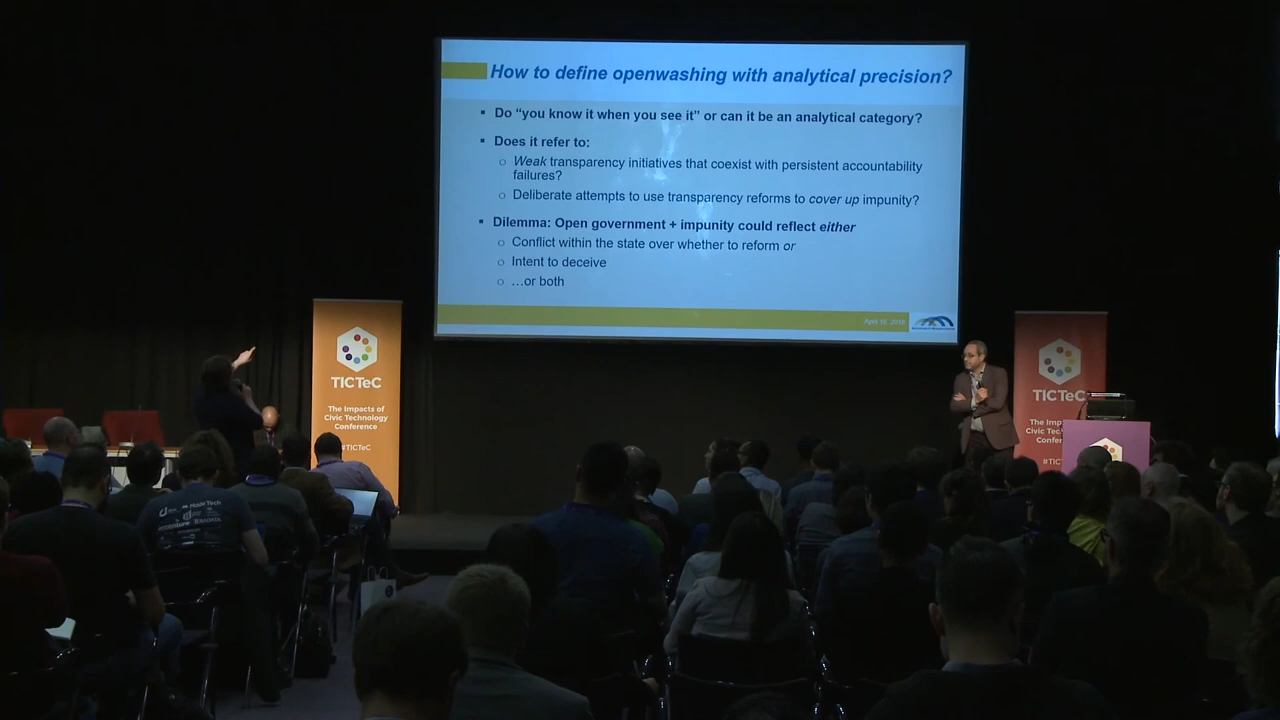 How to define openwashing with analytical precision?
▪ Do “you know it when you see it” or can it be an analytical category?
▪ Does it refer to:
○ Weak transparency initiatives that coexist with persistent accountability
failures?
○ Deliberate attempts to use transparency reforms to cover up impunity?
▪ Dilemma: Open government + impunity could reflect either
○ Conflict within the state over whether to reform or
○ Intent to deceive
○ …or both
TICTeC
The Impacts of
Civic Technology
Conference
#TICTeC
TICTeC
The
Civic
#TIC